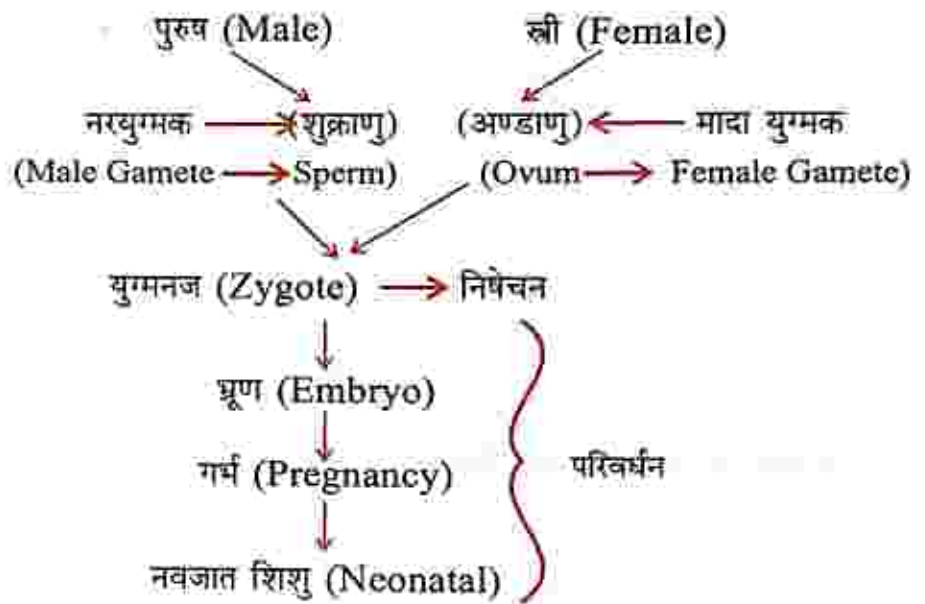 पुरुष (Male) स्त्री (Female)
नरयुग्मक (शुक्राणु) (अण्डाणु) मादा युग्मक
(Male Gamete Sperm) (Ovum Female Gamete)
युग्मनज (Zygote) निषेचन
भ्रूण (Embryo)
गर्भ (Pregnancy)
परिवर्धन
नवजात शिशु (Neonatal)